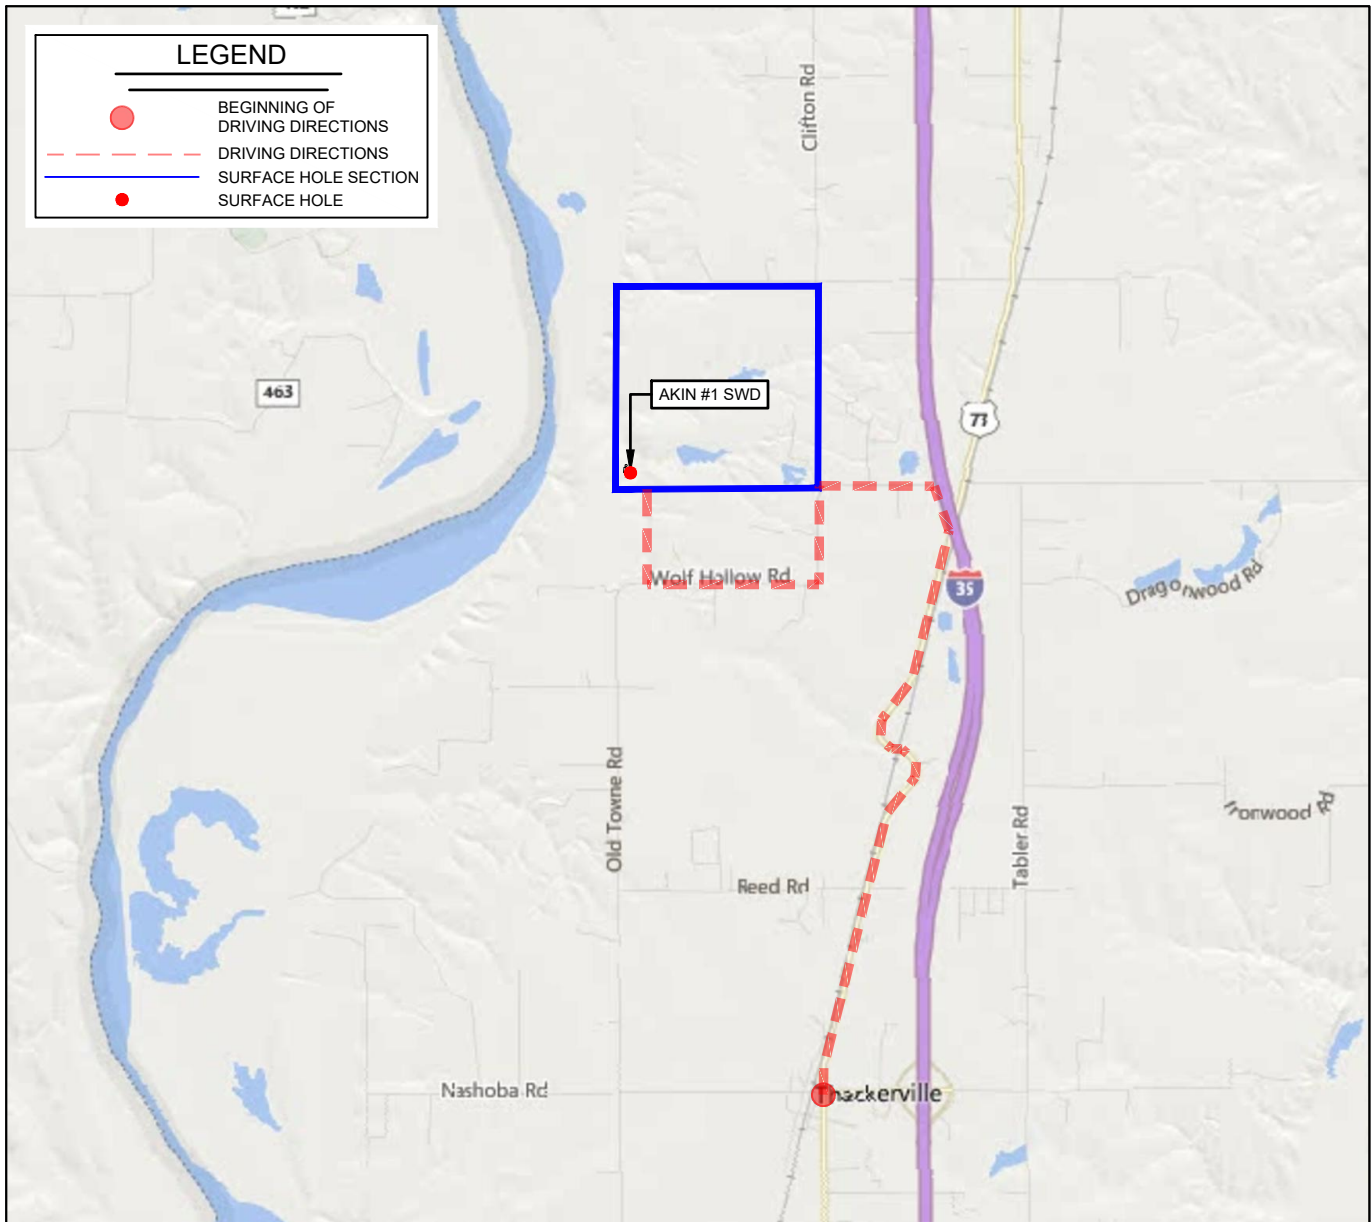 LEGEND
BEGINNING OF
DRIVING DIRECTIONS
DRIVING DIRECTIONS
SURFACE HOLE SECTION
SURFACE HOLE
Clifton Rd
463
AKIN #1 SWD
77
Wolf Hollow Rd
35
Dragonwood Rd
Old Towne Rd
Ironwood Rd
Tabler Rd
Reed Rd
Nashoba Rd
Thackerville